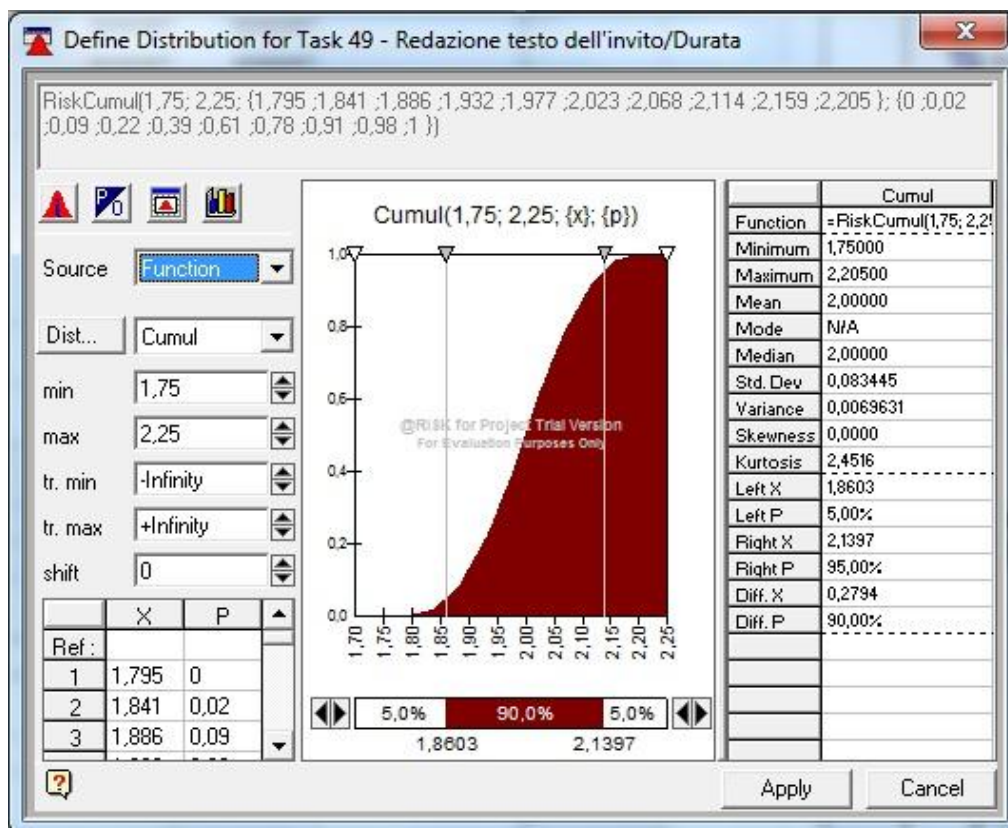 Define Distribution for Task 49 - Redazione testo dell'invito/Durata
RiskCumul(1,75; 2,25; {1,795 ;1,841 ;1,886 ;1,932 ;1,977 ;2,023 ;2,068 ;2,114 ;2,159 ;2,205 }; {0 ;0,02
;0,09 ;0,22 ;0,39 ;0,61 ;0,78 ;0,91 ;0,98 ;1 })
Source Function
Dist... Cumul
min 1,75
max 2,25
tr. min -Infinity
tr. max +Infinity
shift 0
X P
Ref :
1 1,795 0
2 1,841 0,02
3 1,886 0,09
Cumul(1,75; 2,25; {x}; {p})
1,0
0,8
0,6
0,4
0,2
0,0
@RISK for Project Trial Version
For Evaluation Purposes Only
1,70 1,75 1,80 1,85 1,90 1,95 2,00 2,05 2,10 2,15 2,20 2,25
5,0% 90,0% 5,0%
1,8603 2,1397
Cumul
Function =RiskCumul(1,75; 2,2
Minimum 1,75000
Maximum 2,20500
Mean 2,00000
Mode N/A
Median 2,00000
Std. Dev 0,083445
Variance 0,0069631
Skewness 0,0000
Kurtosis 2,4516
Left X 1,8603
Left P 5,00%
Right X 2,1397
Right P 95,00%
Diff. X 0,2794
Diff. P 90,00%
Apply Cancel